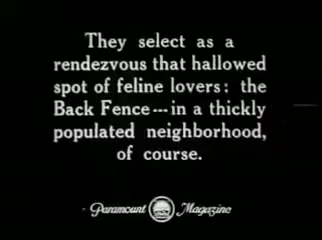 They select as a
rendezvous that hallowed
spot of feline lovers: the
Back Fence---in a thickly
populated neighborhood,
of course.
- Paramount Magazine